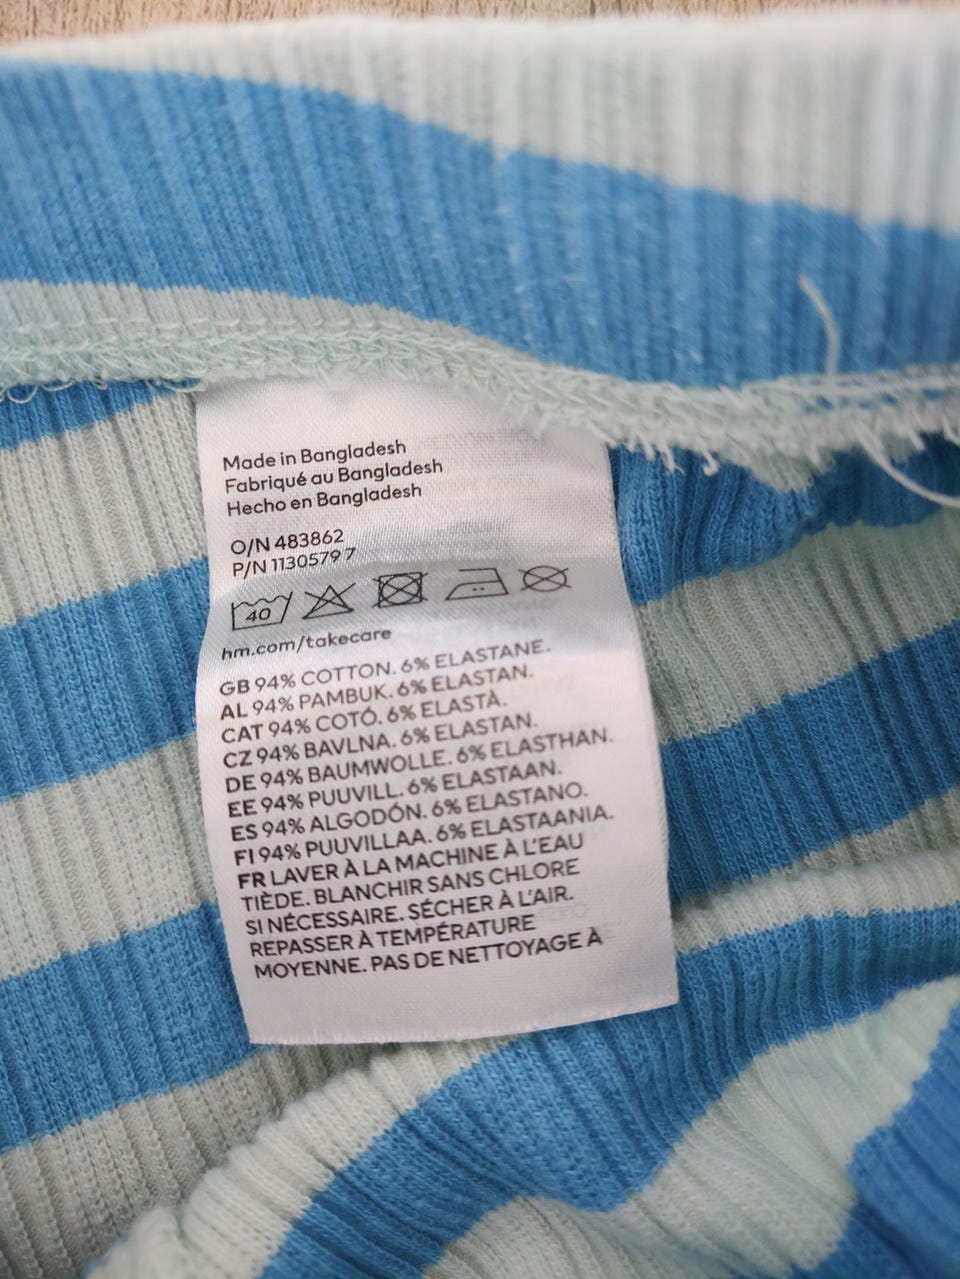 Made in Bangladesh
Fabriqué au Bangladesh
Hecho en Bangladesh
O/N 483862
P/N 1130579 7
40
hm.com/takecare
GB 94% COTTON. 6% ELASTANE.
AL 94% PAMBUK. 6% ELASTAN.
CAT 94% COTÓ. 6% ELASTÀ.
CZ 94% BAVLNA. 6% ELASTAN.
DE 94% BAUMWOLLE. 6% ELASTHAN.
EE 94% PUUVILL. 6% ELASTAAN.
ES 94% ALGODÓN. 6% ELASTANO.
FI 94% PUUVILLAA. 6% ELASTAANIA.
FR LAVER À LA MACHINE À L'EAU
TIÈDE. BLANCHIR SANS CHLORE
SI NÉCESSAIRE. SÉCHER À L'AIR.
REPASSER À TEMPÉRATURE
MOYENNE. PAS DE NETTOYAGE À